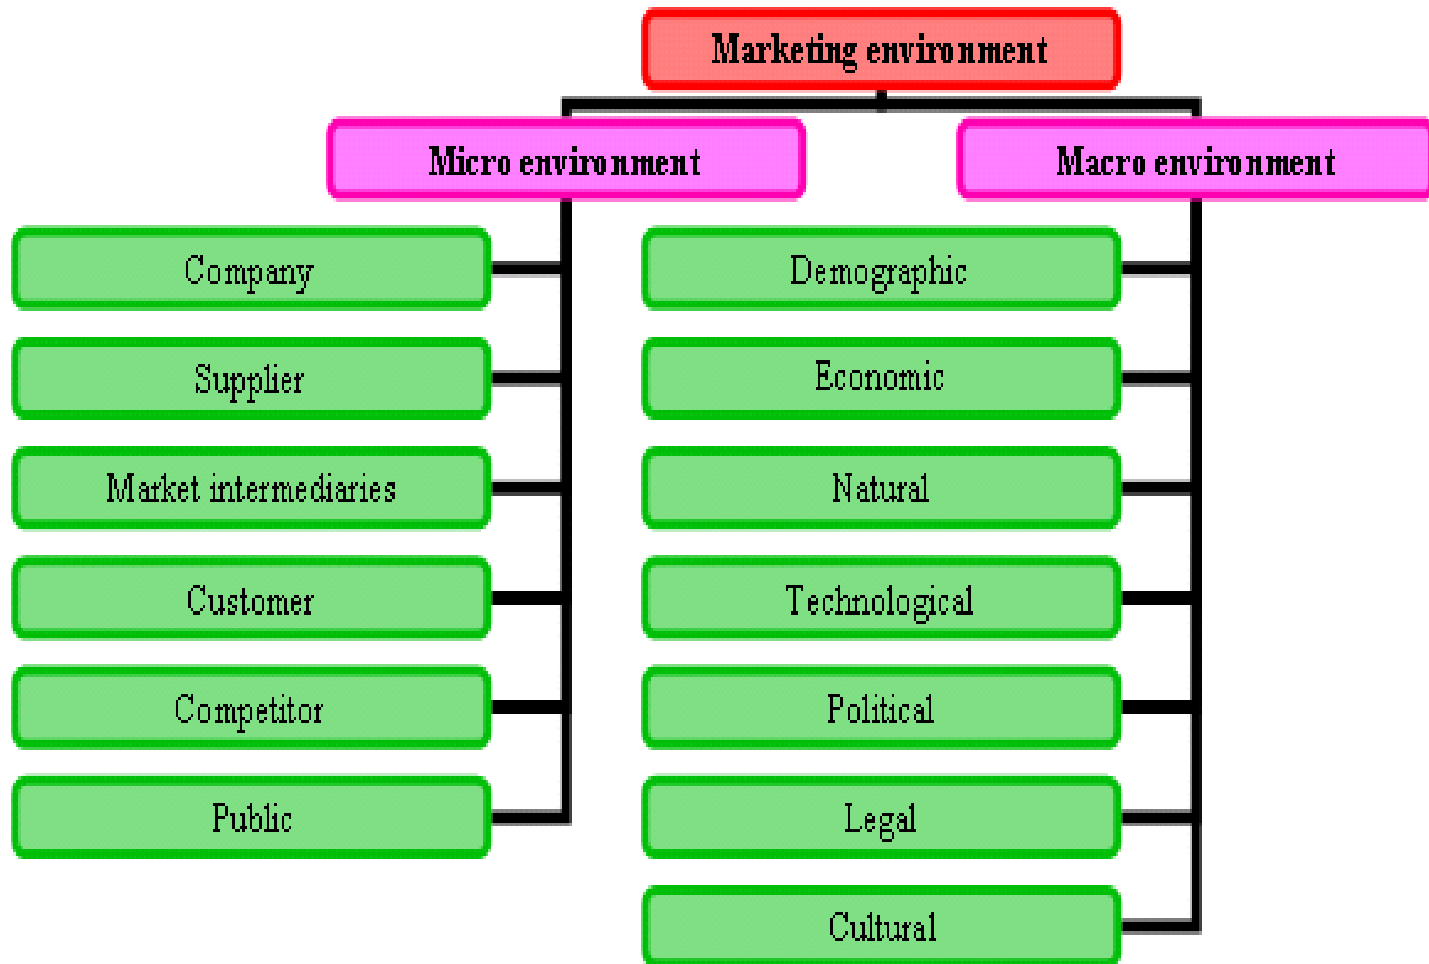 Marketing environment
Micro environment
Macro environment
Company
Supplier
Market intermediaries
Customer
Competitor
Public
Demographic
Economic
Natural
Technological
Political
Legal
Cultural